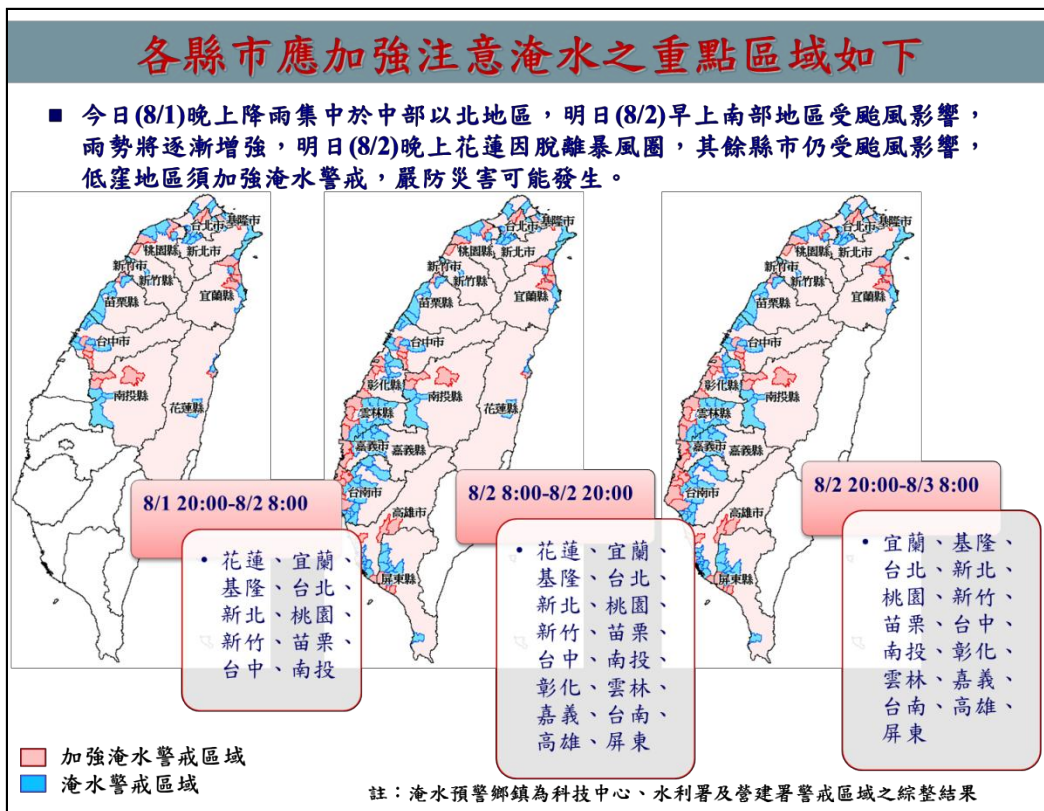 各縣市應加強注意淹水之重點區域如下
■ 今日(8/1)晚上降雨集中於中部以北地區，明日(8/2)早上南部地區受颱風影響，
雨勢將逐漸增強，明日(8/2)晚上花蓮因脫離暴風圈，其餘縣市仍受颱風影響，
低窪地區須加強淹水警戒，嚴防災害可能發生。
基隆市
台北市
桃園縣
新北市
新竹市
新竹縣
宜蘭縣
苗栗縣
台中市
南投縣
花蓮縣
8/1 20:00-8/2 8:00
• 花蓮、宜蘭、
基隆、台北、
新北、桃園、
新竹、苗栗、
台中、南投
基隆市
台北市
桃園縣
新北市
新竹市
新竹縣
宜蘭縣
苗栗縣
台中市
彰化縣
南投縣
雲林縣
花蓮縣
嘉義市
嘉義縣
台南市
高雄市
屏東縣
8/2 8:00-8/2 20:00
• 花蓮、宜蘭、
基隆、台北、
新北、桃園、
新竹、苗栗、
台中、南投、
彰化、雲林、
嘉義、台南、
高雄、屏東
基隆市
台北市
桃園縣
新北市
新竹市
新竹縣
宜蘭縣
苗栗縣
台中市
彰化縣
南投縣
雲林縣
嘉義市
嘉義縣
台南市
高雄市
屏東縣
8/2 20:00-8/3 8:00
• 宜蘭、基隆、
台北、新北、
桃園、新竹、
苗栗、台中、
南投、彰化、
雲林、嘉義、
台南、高雄、
屏東
加強淹水警戒區域
淹水警戒區域
註：淹水預警鄉鎮為科技中心、水利署及營建署警戒區域之綜整結果